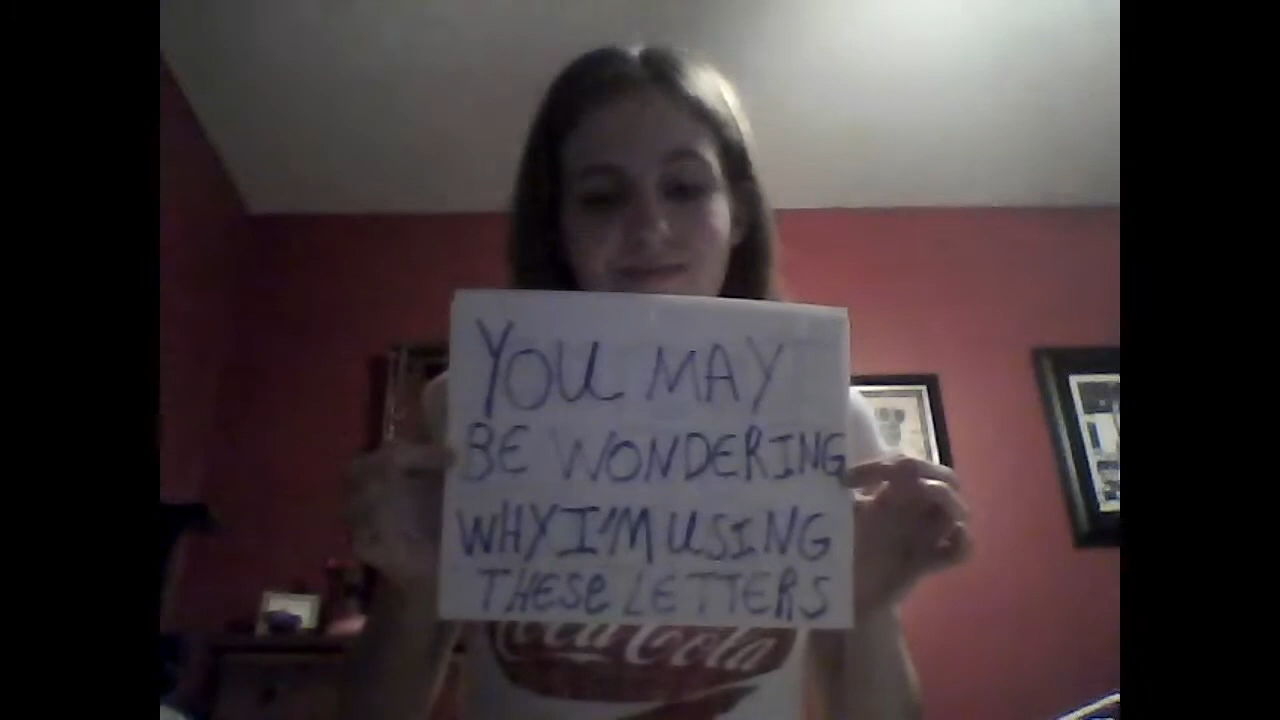 YOU MAY
BE WONDERING
WHY I'M USING
THESe LETTERS
Coca-Cola